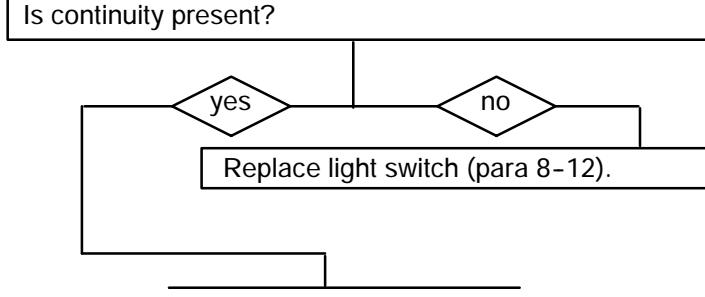 Is continuity present?
yes
no
Replace light switch (para 8-12).